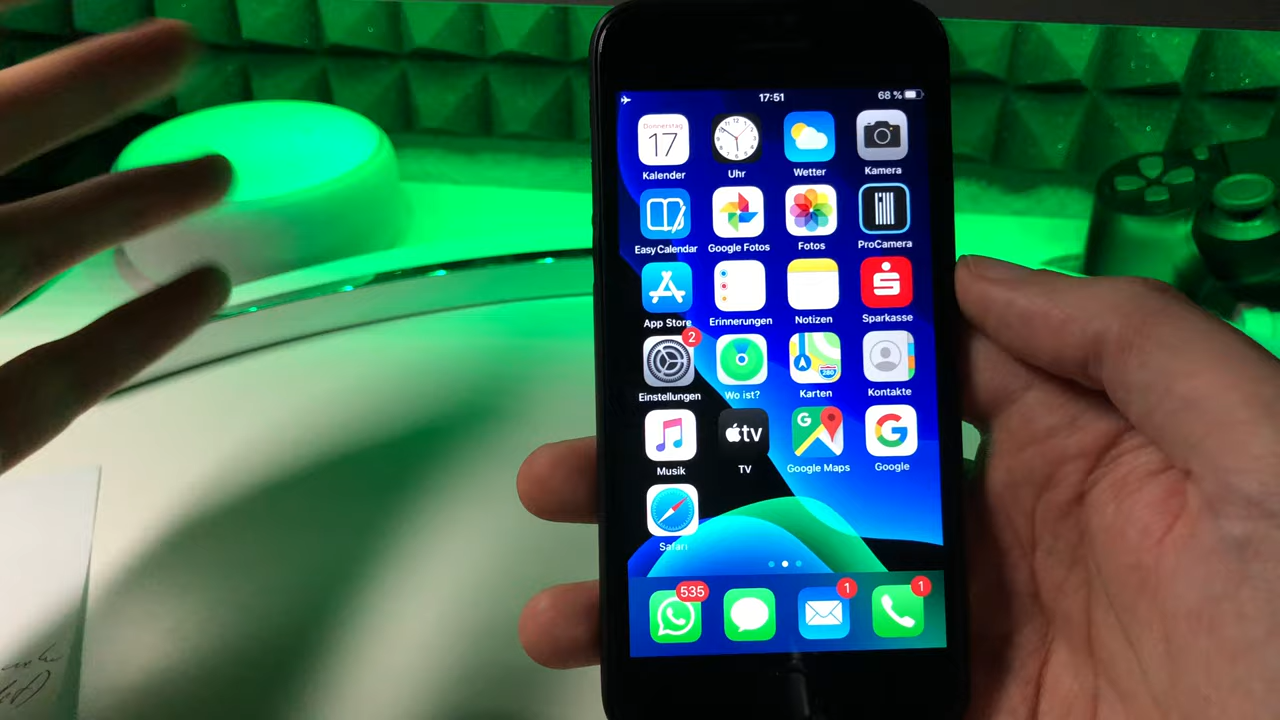 17:51 68 %
Donnerstag
17
Kalender Uhr Wetter Kamera
Easy Calendar Google Fotos Fotos ProCamera
App Store Erinnerungen Notizen Sparkasse
2
280
Einstellungen Wo ist? Karten Kontakte
tv G G
Musik TV Google Maps Google
Safari
535 1 1